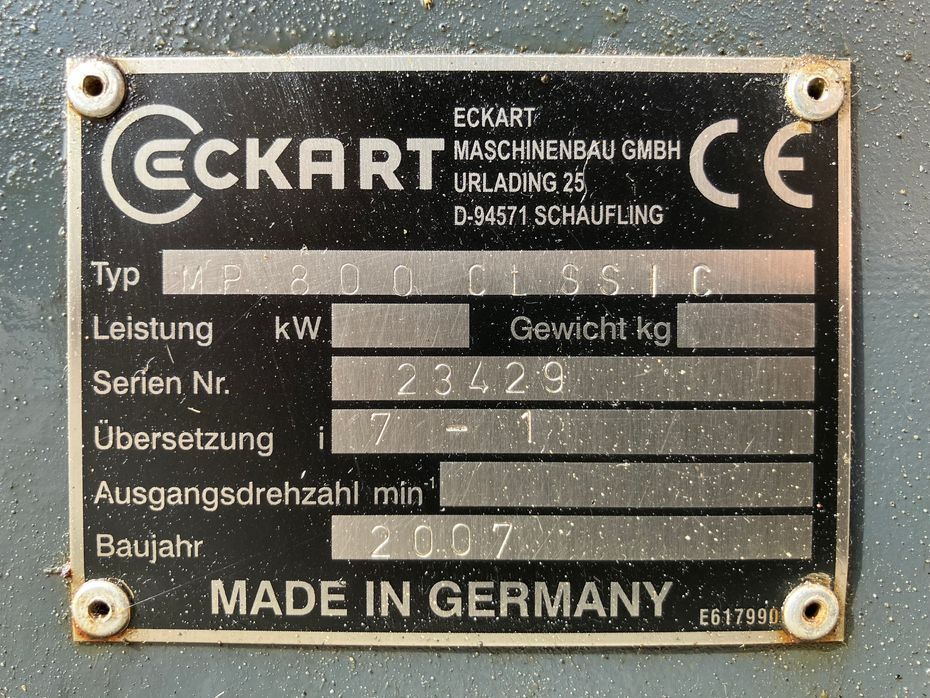 ECKART
ECKART
MASCHINENBAU GMBH
URLADING 25
D-94571 SCHAUFLING
CE
Typ MP 800 CLSSIC
Leistung kW Gewicht kg
Serien Nr. 23429
Übersetzung i 7 - 1
Ausgangsdrehzahl min⁻¹
Baujahr 2007
MADE IN GERMANY